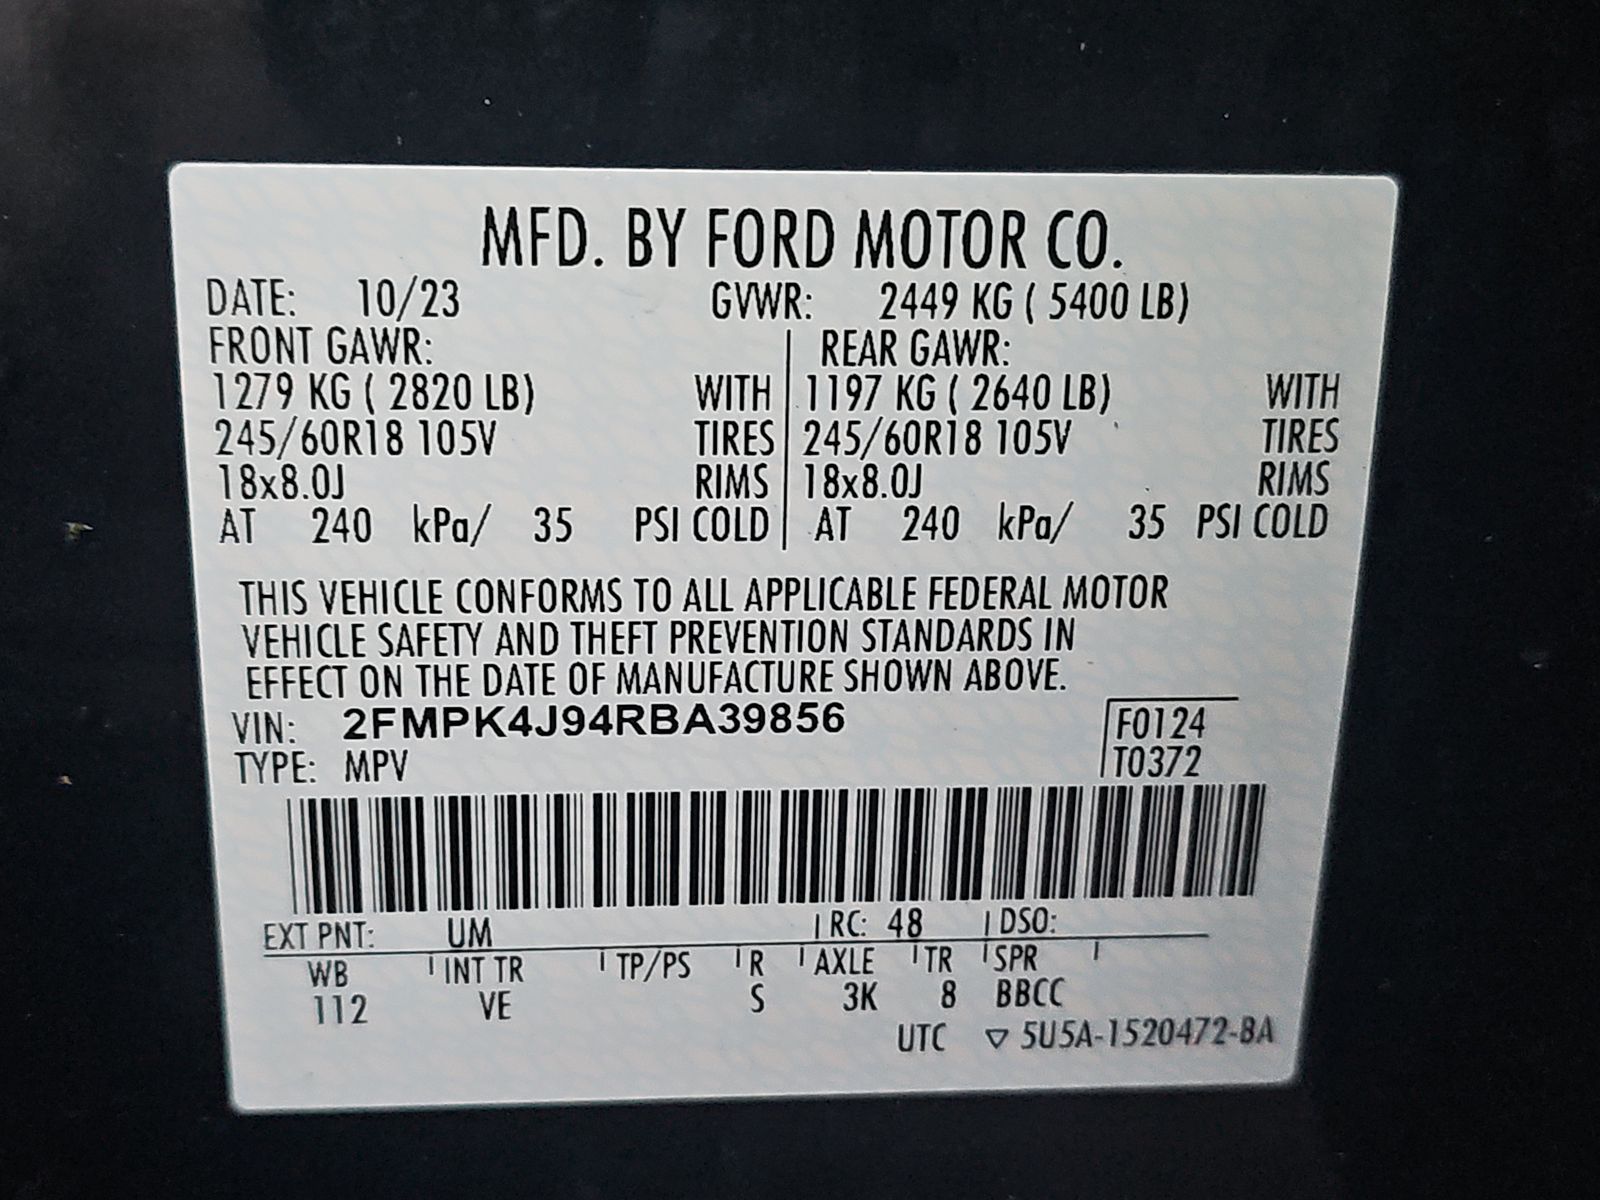 MFD. BY FORD MOTOR CO.
DATE: 10/23 GVWR: 2449 KG ( 5400 LB)
FRONT GAWR: REAR GAWR:
1279 KG ( 2820 LB) WITH 1197 KG ( 2640 LB) WITH
245/60R18 105V TIRES 245/60R18 105V TIRES
18x8.0J RIMS 18x8.0J RIMS
AT 240 kPa/ 35 PSI COLD AT 240 kPa/ 35 PSI COLD
THIS VEHICLE CONFORMS TO ALL APPLICABLE FEDERAL MOTOR
VEHICLE SAFETY AND THEFT PREVENTION STANDARDS IN
EFFECT ON THE DATE OF MANUFACTURE SHOWN ABOVE.
VIN: 2FMPK4J94RBA39856 F0124
TYPE: MPV T0372
EXT PNT: UM RC: 48 DSO:
WB INT TR TP/PS R AXLE TR SPR
112 VE S 3K 8 BBCC
UTC ▽ 5U5A-1520472-BA